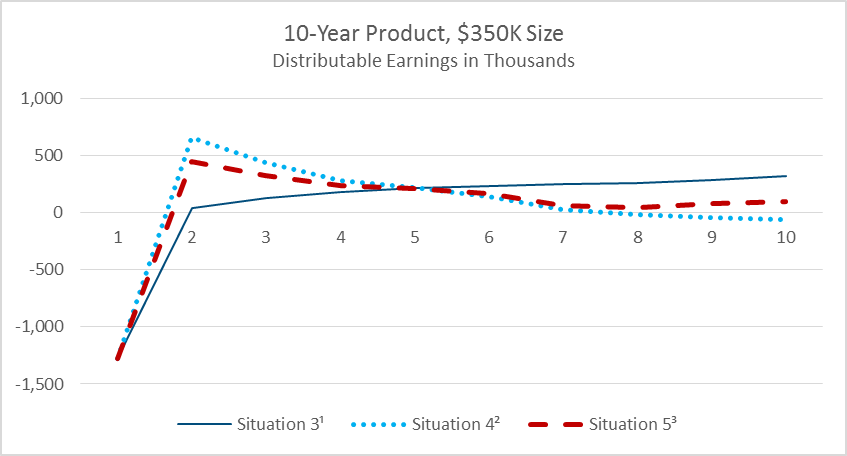 10-Year Product, $350K Size
Distributable Earnings in Thousands
1,000
500
0
1 2 3 4 5 6 7 8 9 10
-500
-1,000
-1,500
Situation 3¹ Situation 4² Situation 5³